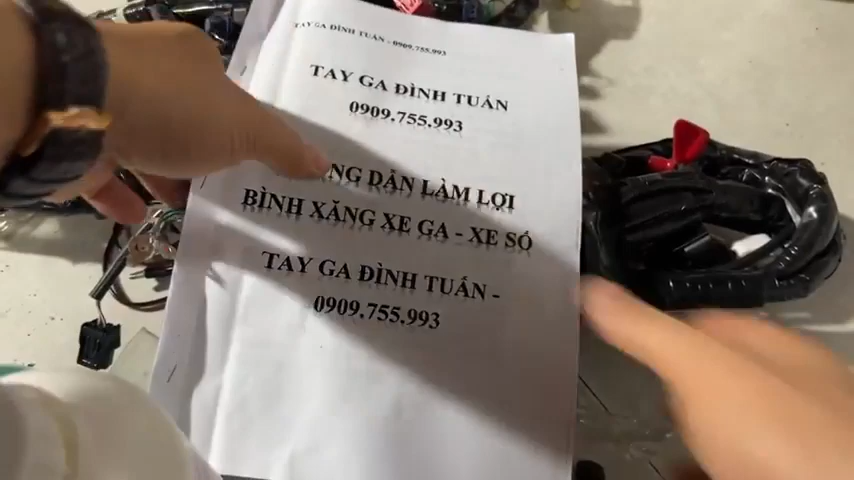 TAY GA ĐÌNH TUẤN - 0909.755.993
TAY GA ĐÌNH TUẤN
0909.755.993
NG DẪN LÀM LỢI
BÌNH XĂNG XE GA - XE SỐ
TAY GA ĐÌNH TUẤN -
0909.755.993